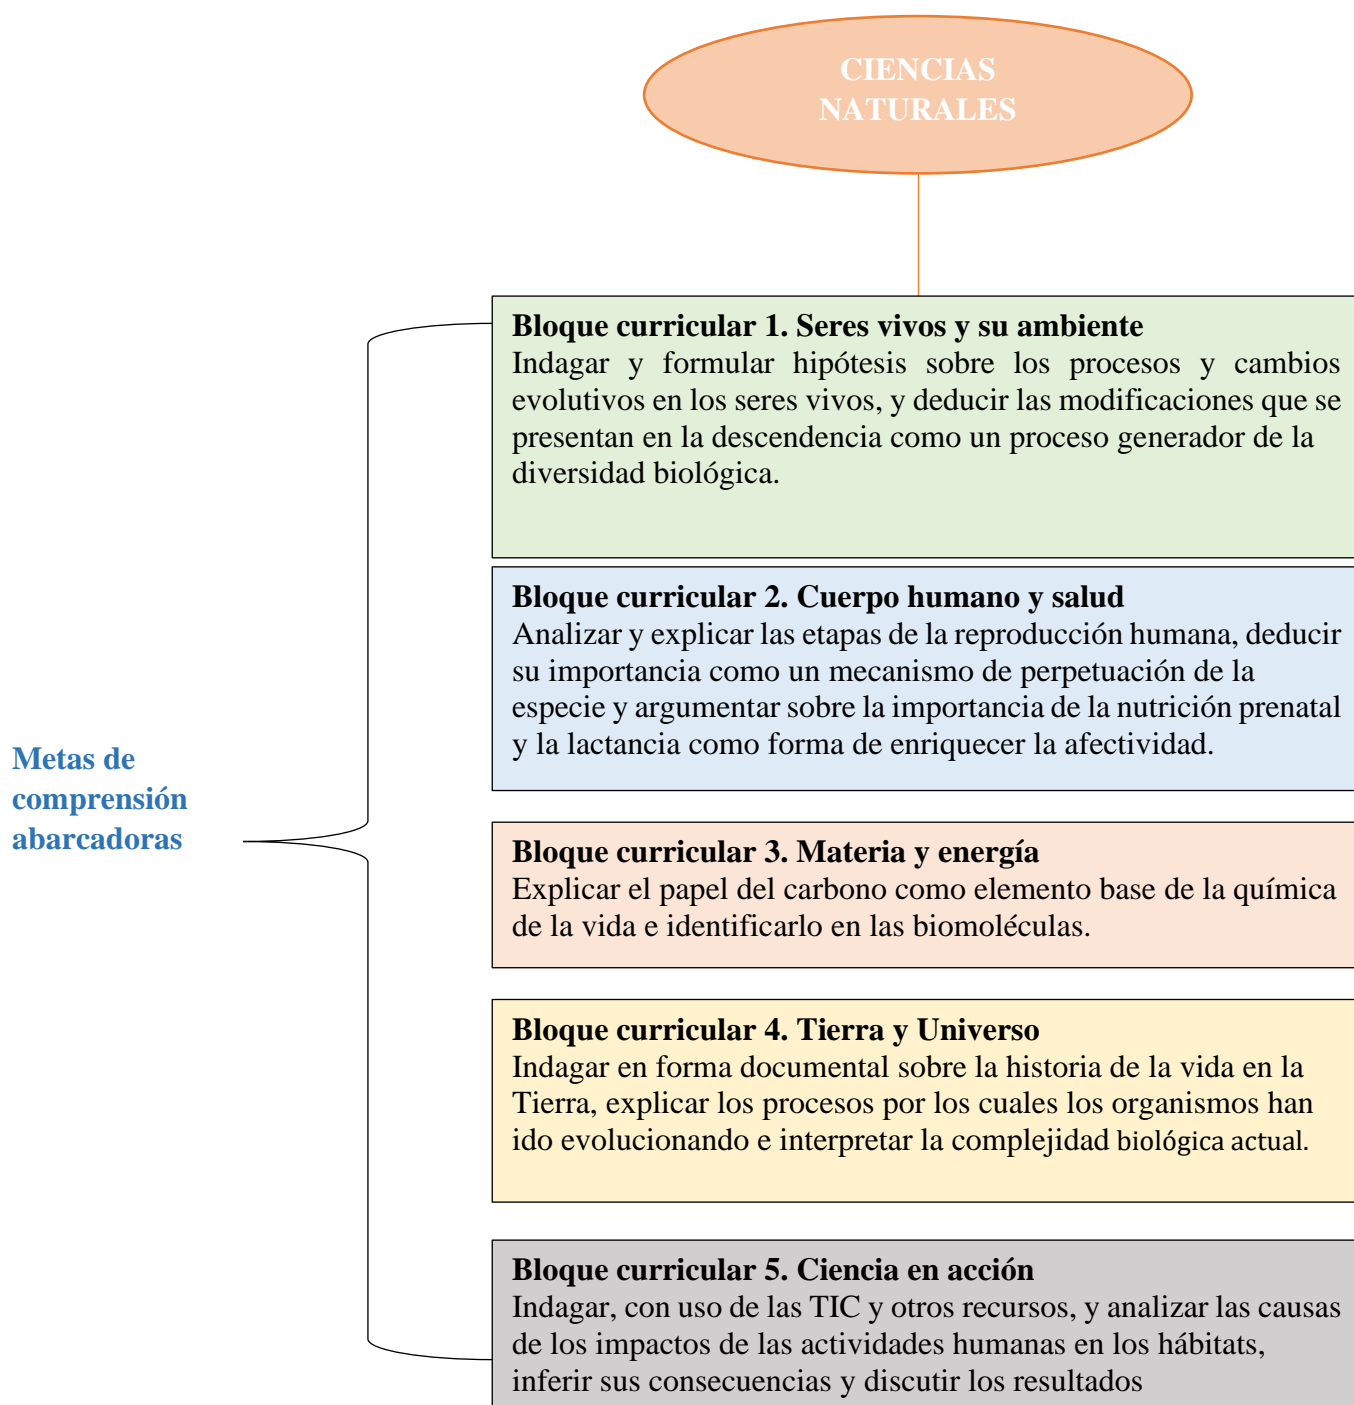 CIENCIAS
NATURALES
Bloque curricular 1. Seres vivos y su ambiente
Indagar y formular hipótesis sobre los procesos y cambios
evolutivos en los seres vivos, y deducir las modificaciones que se
presentan en la descendencia como un proceso generador de la
diversidad biológica.
Bloque curricular 2. Cuerpo humano y salud
Analizar y explicar las etapas de la reproducción humana, deducir
su importancia como un mecanismo de perpetuación de la
especie y argumentar sobre la importancia de la nutrición prenatal
y la lactancia como forma de enriquecer la afectividad.
Metas de
comprensión
abarcadoras
Bloque curricular 3. Materia y energía
Explicar el papel del carbono como elemento base de la química
de la vida e identificarlo en las biomoléculas.
Bloque curricular 4. Tierra y Universo
Indagar en forma documental sobre la historia de la vida en la
Tierra, explicar los procesos por los cuales los organismos han
ido evolucionando e interpretar la complejidad biológica actual.
Bloque curricular 5. Ciencia en acción
Indagar, con uso de las TIC y otros recursos, y analizar las causas
de los impactos de las actividades humanas en los hábitats,
inferir sus consecuencias y discutir los resultados